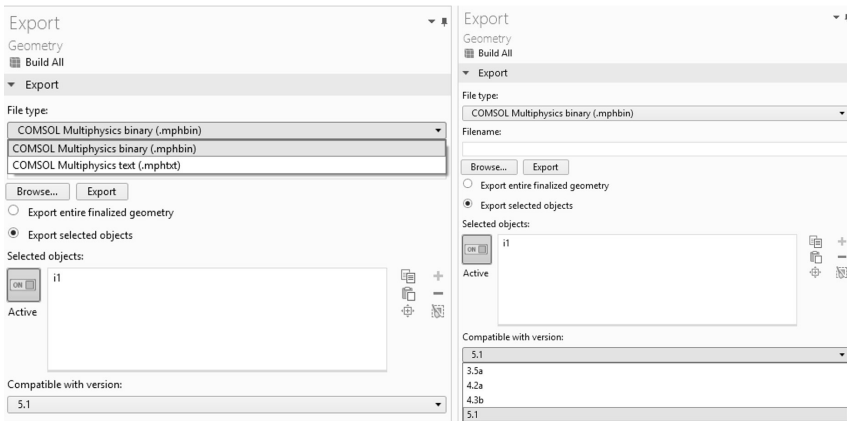 Export
Geometry
Build All
Export
File type:
COMSOL Multiphysics binary (.mphbin)
COMSOL Multiphysics binary (.mphbin)
COMSOL Multiphysics text (.mphtxt)
Browse... Export
Export entire finalized geometry
Export selected objects
Selected objects:
ON i1
Active
Compatible with version:
5.1
Export
Geometry
Build All
Export
File type:
COMSOL Multiphysics binary (.mphbin)
Filename:
Browse... Export
Export entire finalized geometry
Export selected objects
Selected objects:
ON i1
Active
Compatible with version:
5.1
3.5a
4.2a
4.3b
5.1